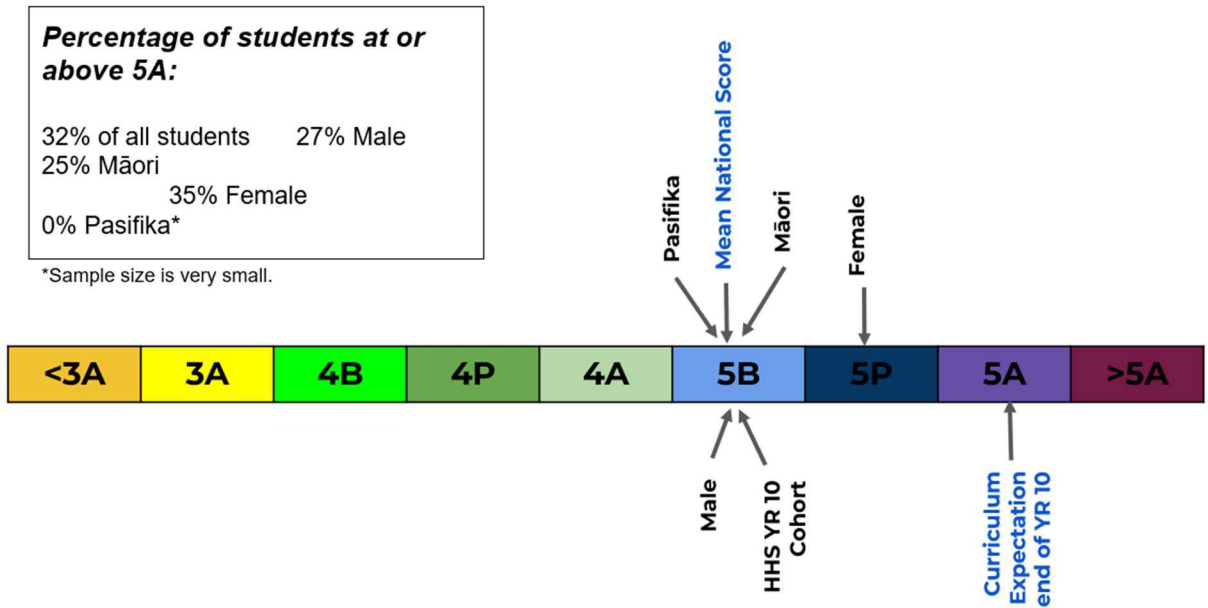 Percentage of students at or
above 5A:
32% of all students 27% Male
25% Māori
35% Female
0% Pasifika*
*Sample size is very small.
Pasifika
Mean National Score
Māori
Female
<3A 3A 4B 4P 4A 5B 5P 5A >5A
Male
HHS YR 10
Cohort
Curriculum
Expectation
end of YR 10